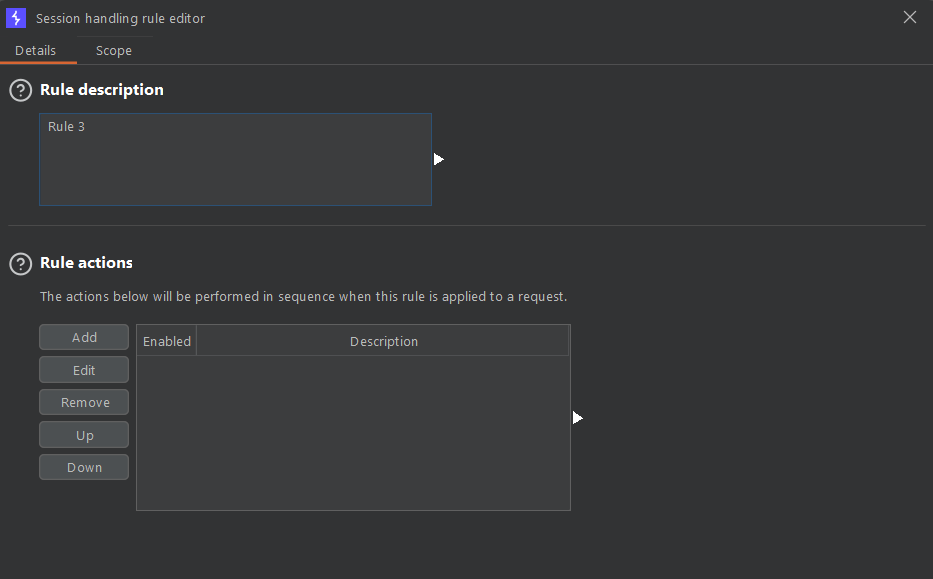 Session handling rule editor
Details Scope
Rule description
Rule 3
Rule actions
The actions below will be performed in sequence when this rule is applied to a request.
Add
Enabled Description
Edit
Remove
Up
Down